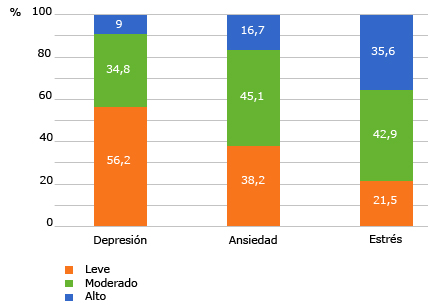 %
100
80
60
40
20
0
9
34,8
56,2
16,7
45,1
38,2
35,6
42,9
21,5
Depresión
Ansiedad
Estrés
Leve
Moderado
Alto